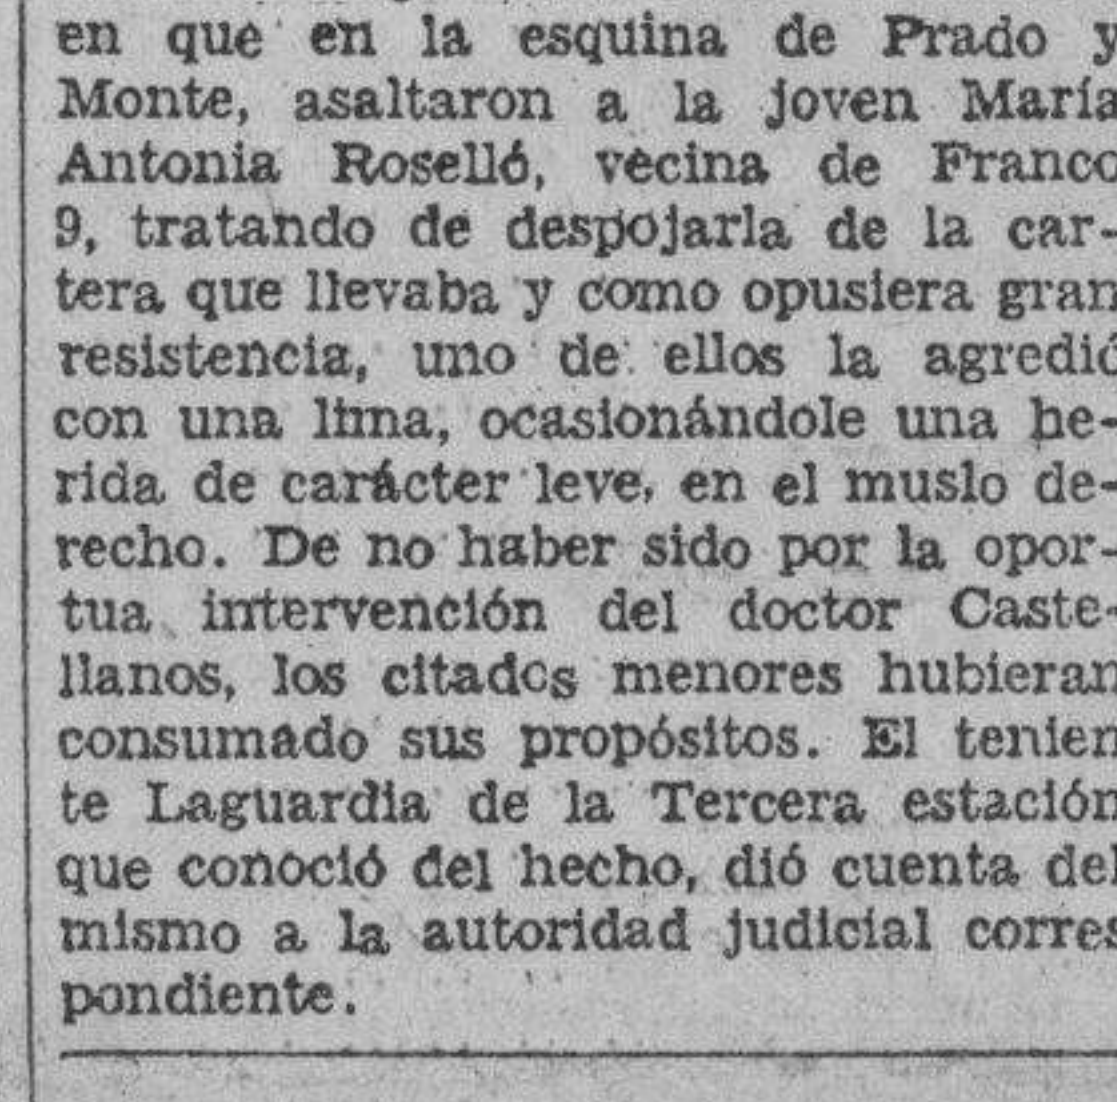 en que en la esquina de Prado y
Monte, asaltaron a la joven María
Antonia Roselló, vecina de Franco
9, tratando de despojarla de la car-
tera que llevaba y como opusiera gran
resistencia, uno de ellos la agredió
con una lima, ocasionándole una he-
rida de carácter leve, en el muslo de-
recho. De no haber sido por la opor-
tua intervención del doctor Caste-
llanos, los citados menores hubieran
consumado sus propósitos. El tenien
te Laguardia de la Tercera estación
que conoció del hecho, dió cuenta del
mismo a la autoridad judicial corres
pondiente.